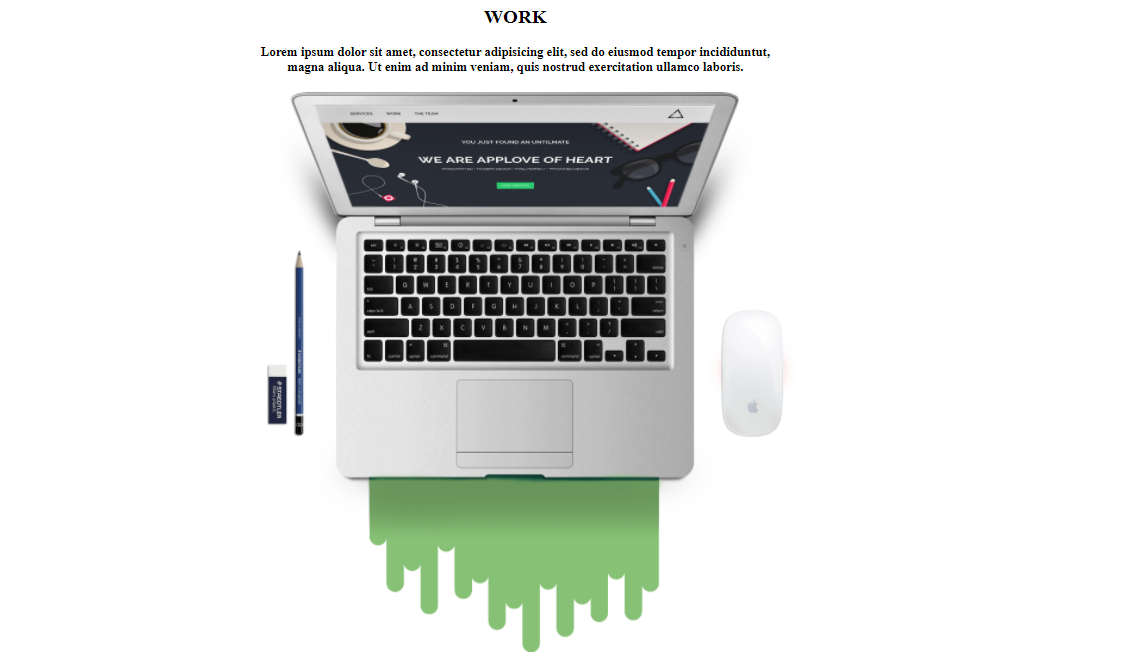 WORK
Lorem ipsum dolor sit amet, consectetur adipisicing elit, sed do eiusmod tempor incididuntut,
magna aliqua. Ut enim ad minim veniam, quis nostrud exercitation ullamco laboris.
SERVICES WORK THE TEAM
YOU JUST FOUND AN UNTILMATE
WE ARE APPLOVE OF HEART
Q W E R T Y U I O P
A S D F G H J K L
Z X C V B N M
command command
STAEDTLER